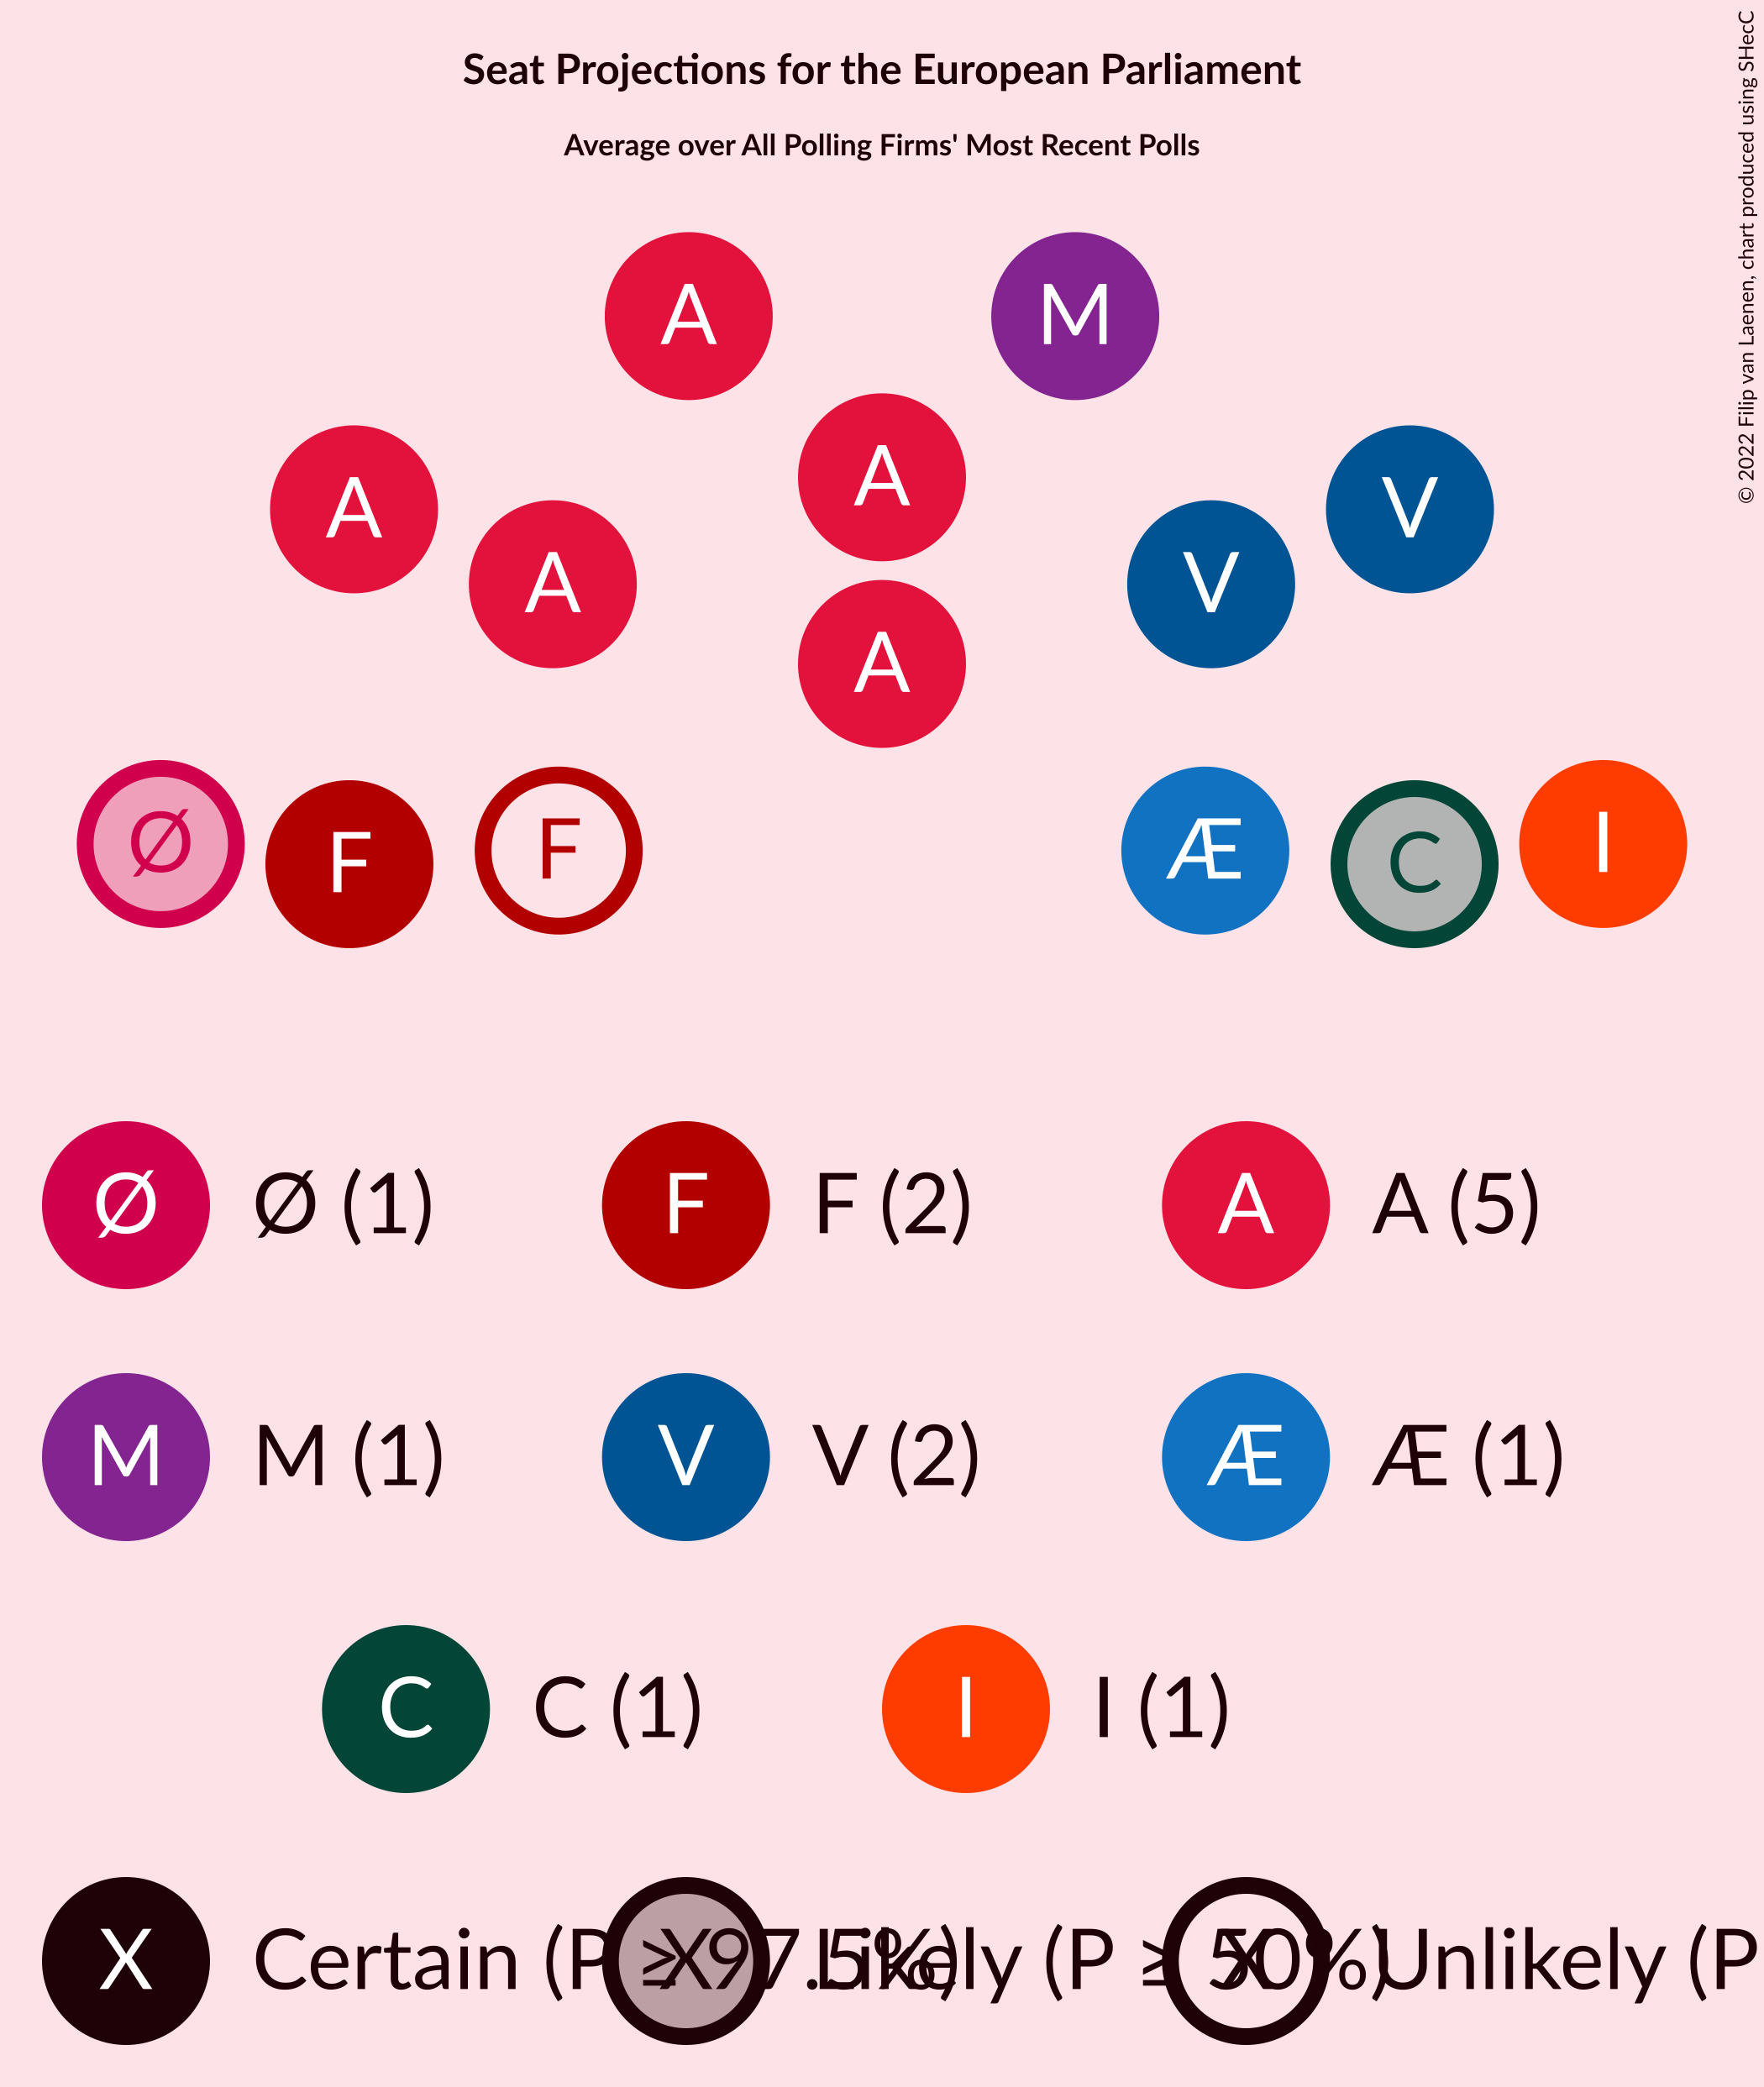 Seat Projections for the European Parliament
Average over All Polling Firms' Most Recent Polls
© 2022 Filip van Laenen, chart produced using SHecC
A M
A
A V
A V
A
Ø F F Æ C I
Ø Ø (1) F F (2) A A (5)
M M (1) V V (2) Æ Æ (1)
C C (1) I I (1)
X Certain (P ≥ 97.5%) X Likely (P ≥ 50%) X Unlikely (P